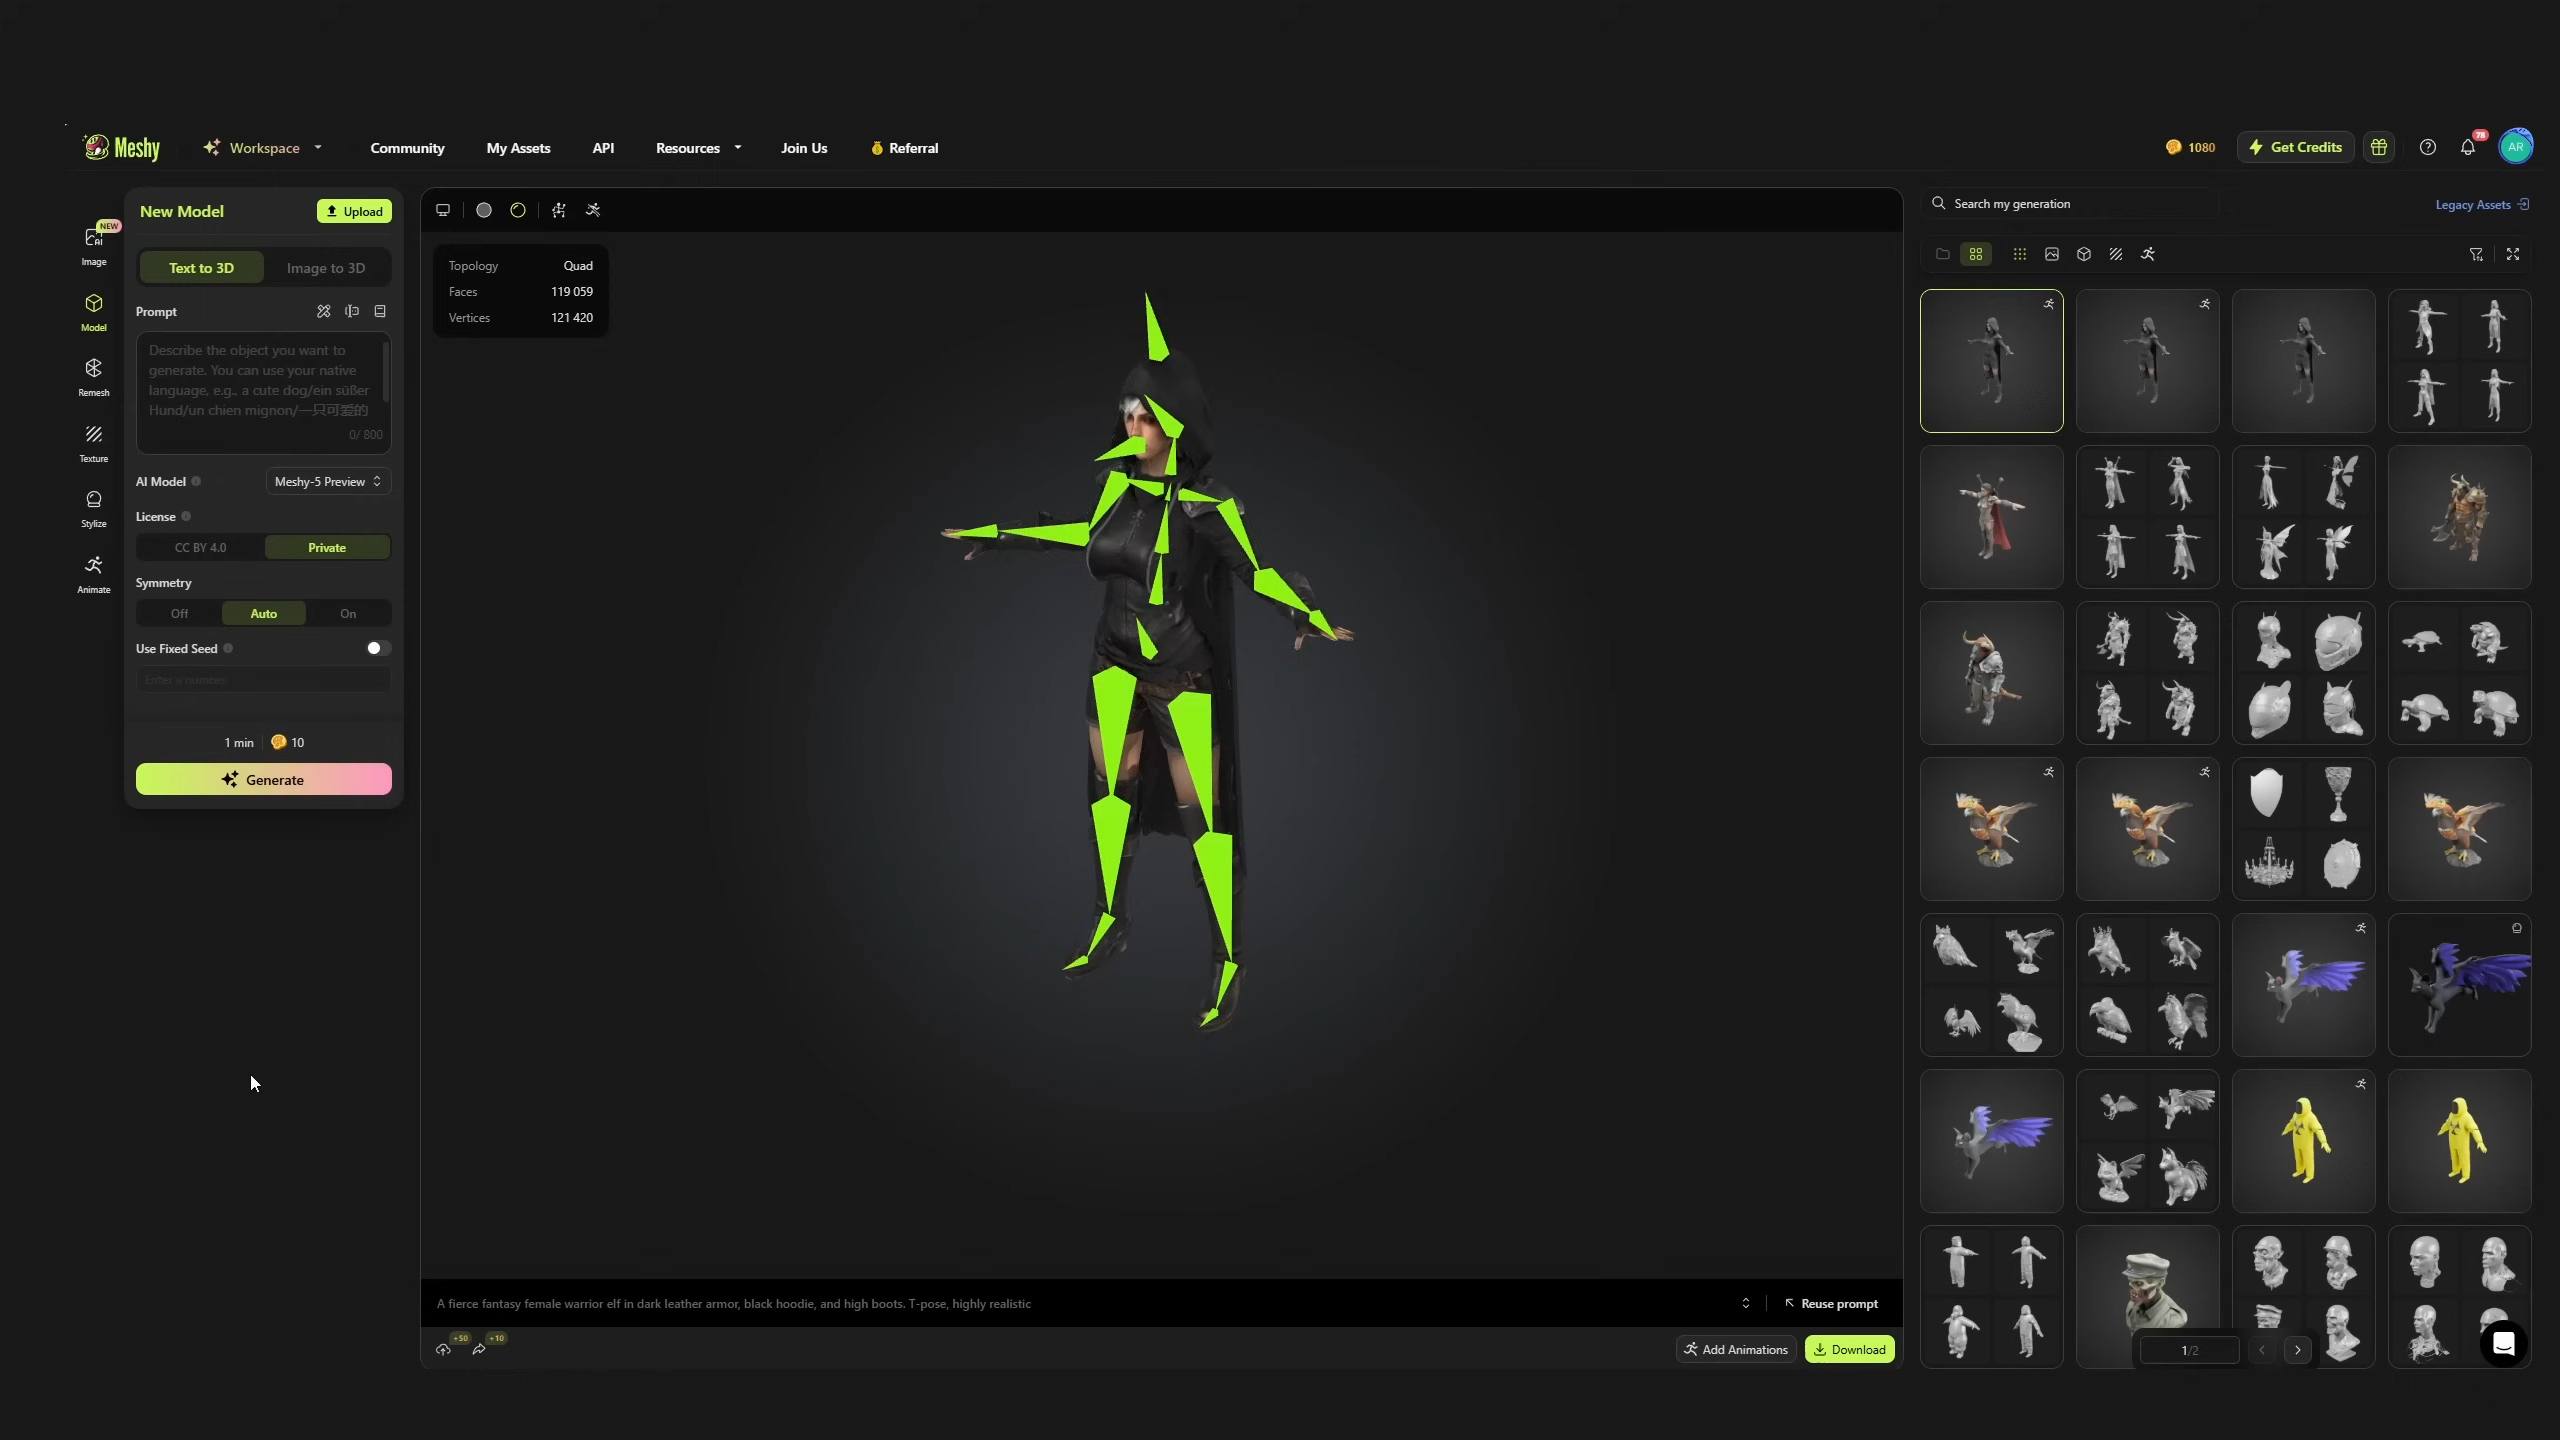 Meshy
Workspace
Community
My Assets
API
Resources
Join Us
Referral
1080
Get Credits
78
AR
NEW
Image
Model
Remesh
Texture
Stylize
Animate
New Model
Upload
Text to 3D
Image to 3D
Prompt
Describe the object you want to
generate. You can use your native
language, e.g., a cute dog/ein süßer
Hund/un chien mignon/一只可爱的
0/ 800
AI Model
Meshy-5 Preview
License
CC BY 4.0
Private
Symmetry
Off
Auto
On
Use Fixed Seed
Enter a number
1 min
10
Generate
Topology Quad
Faces 119 059
Vertices 121 420
A fierce fantasy female warrior elf in dark leather armor, black hoodie, and high boots. T-pose, highly realistic
Reuse prompt
+50
+10
Add Animations
Download
Search my generation
Legacy Assets
1/2